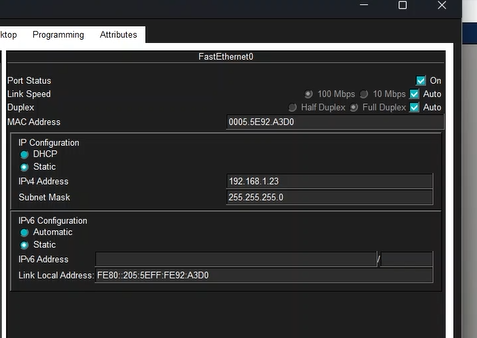 ktop Programming Attributes
FastEthernet0
Port Status On
Link Speed 100 Mbps 10 Mbps Auto
Duplex Half Duplex Full Duplex Auto
MAC Address 0005.5E92.A3D0
IP Configuration
DHCP
Static
IPv4 Address 192.168.1.23
Subnet Mask 255.255.255.0
IPv6 Configuration
Automatic
Static
IPv6 Address /
Link Local Address: FE80::205:5EFF:FE92:A3D0